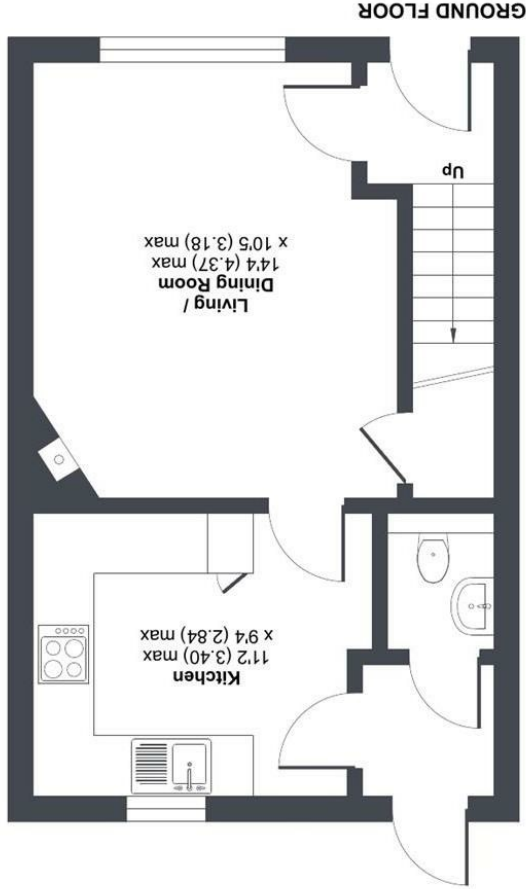 Kitchen
11'2 (3.40) max
x 9'4 (2.84) max
Living /
Dining Room
14'4 (4.37) max
x 10'5 (3.18) max
Up
GROUND FLOOR